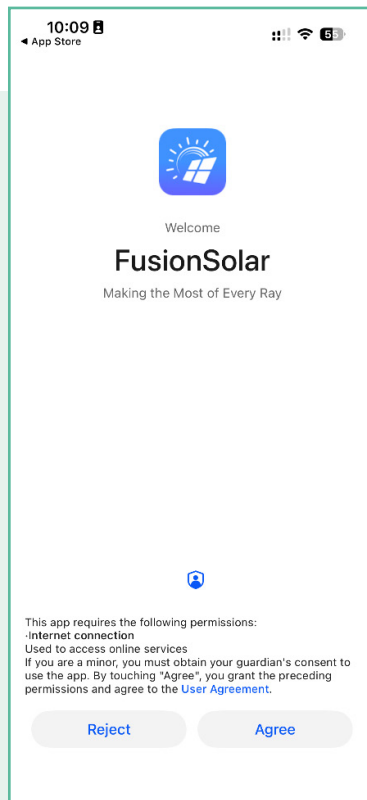 10:09
◀ App Store
55
Welcome
FusionSolar
Making the Most of Every Ray
This app requires the following permissions:
·Internet connection
Used to access online services
If you are a minor, you must obtain your guardian's consent to
use the app. By touching "Agree", you grant the preceding
permissions and agree to the User Agreement.
Reject
Agree